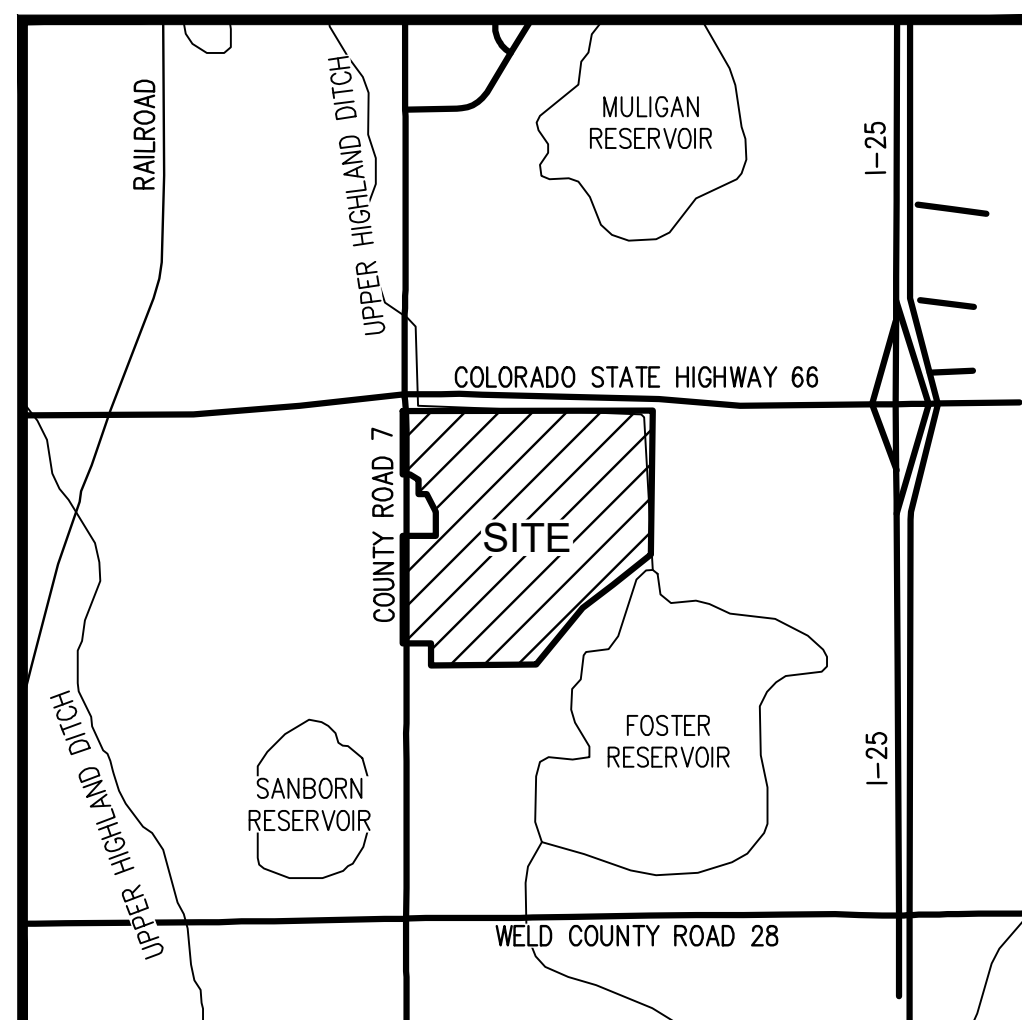 RAILROAD
UPPER HIGHLAND DITCH
MULIGAN
RESERVOIR
I-25
COLORADO STATE HIGHWAY 66
COUNTY ROAD 7
SITE
UPPER HIGHLAND DITCH
SANBORN
RESERVOIR
FOSTER
RESERVOIR
I-25
WELD COUNTY ROAD 28